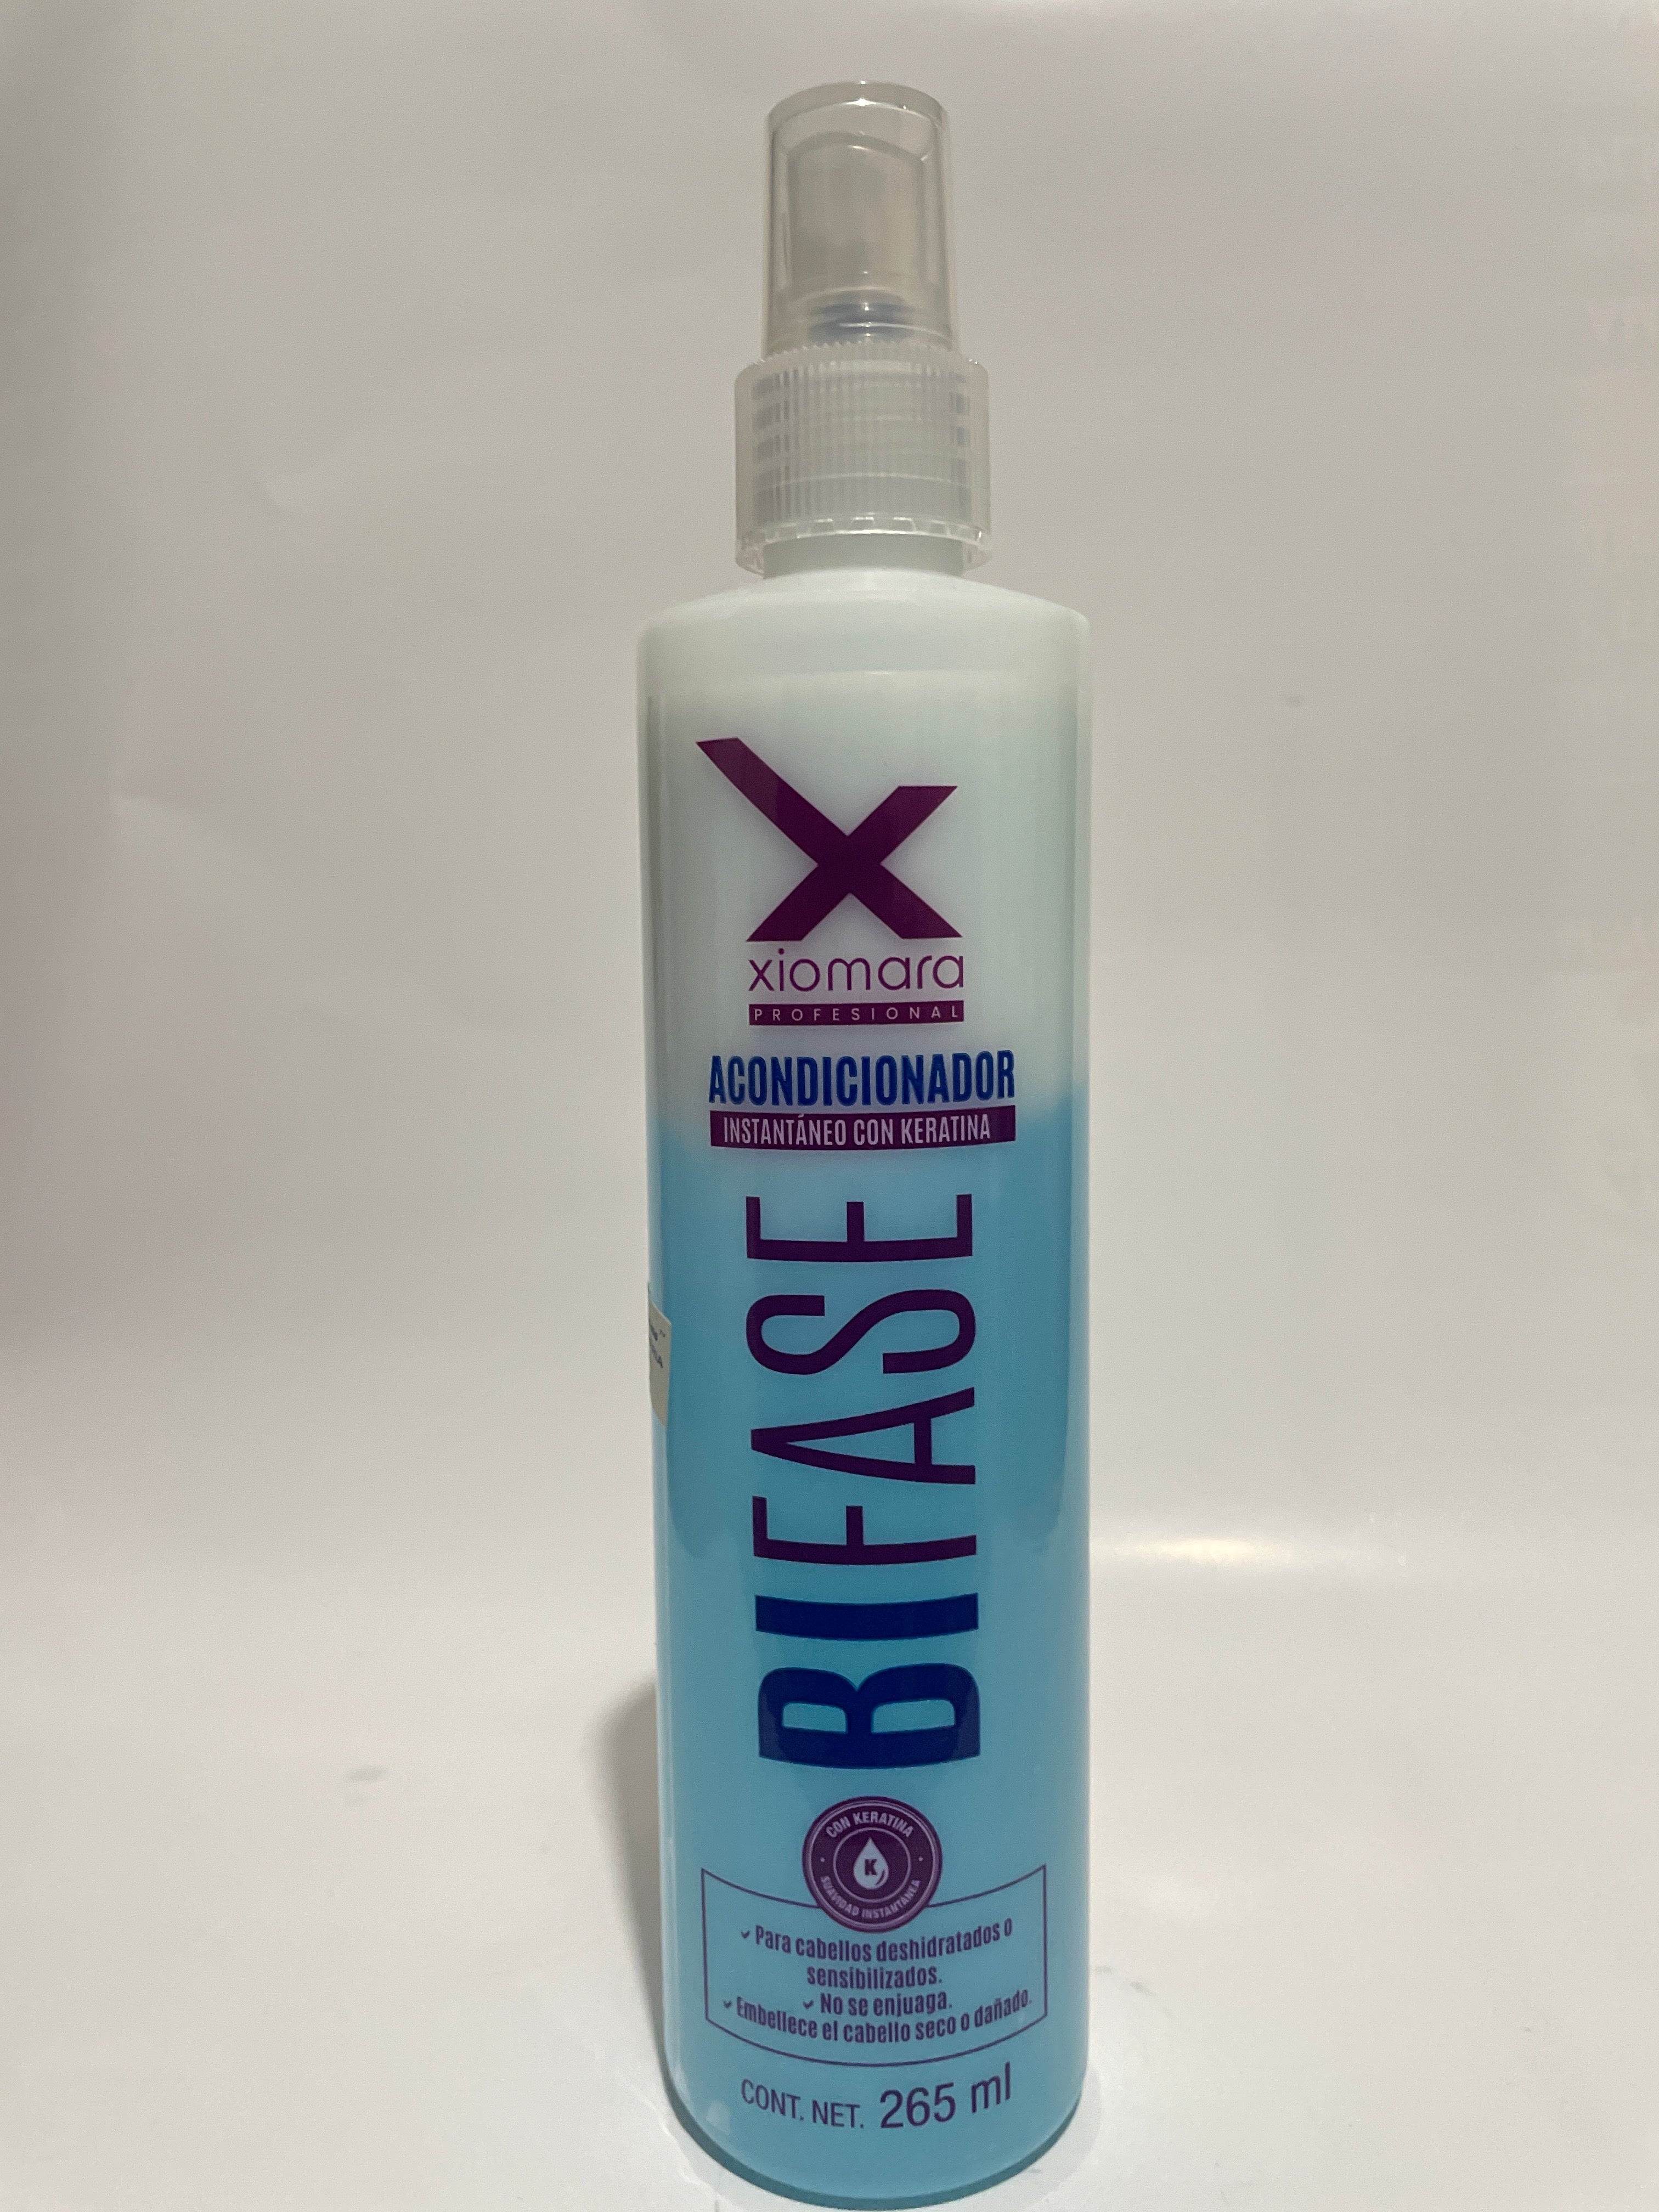 X
xiomara
PROFESIONAL
ACONDICIONADOR
INSTANTÁNEO CON KERATINA
BIFASE
CON KERATINA
K
SUAVIDAD INSTANTÁNEA
✓ Para cabellos deshidratados o
sensibilizados.
✓ No se enjuaga.
✓ Embellece el cabello seco o dañado.
CONT. NET. 265 ml